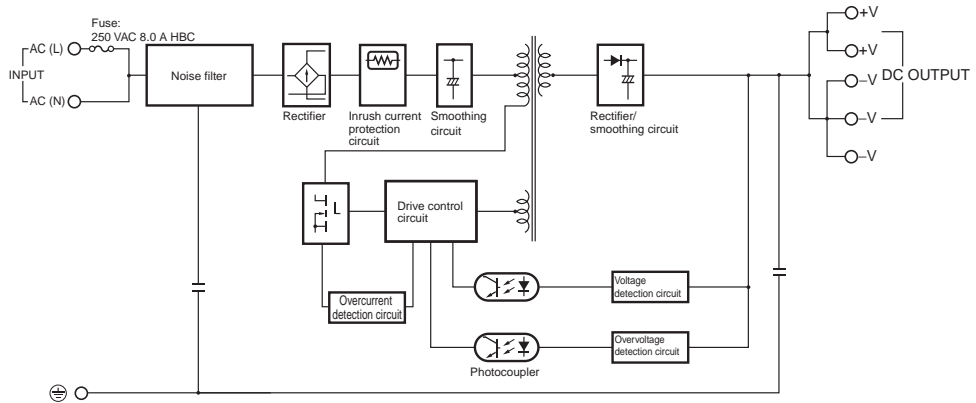 Fuse:
250 VAC 8.0 A HBC
AC (L)
INPUT
AC (N)
Noise filter
Rectifier
Inrush current
protection
circuit
Smoothing
circuit
Rectifier/
smoothing circuit
+V
+V
−V
DC OUTPUT
−V
−V
Drive control
circuit
Overcurrent
detection circuit
Voltage
detection circuit
Overvoltage
detection circuit
Photocoupler